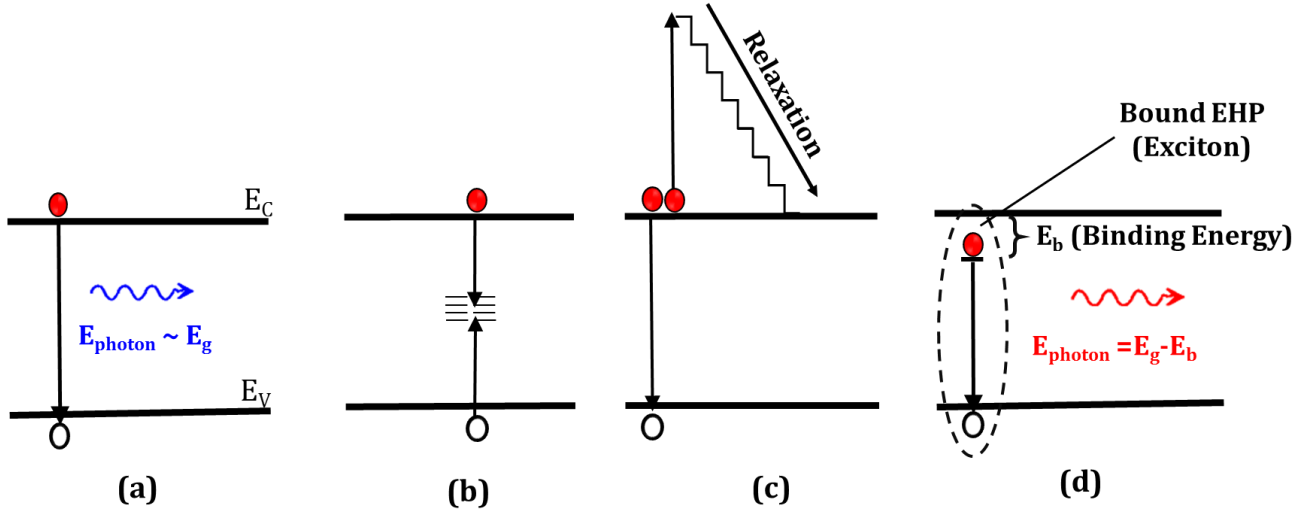 E_C
E_photon ~ E_g
E_V
(a)
(b)
Relaxation
(c)
Bound EHP
(Exciton)
E_b (Binding Energy)
E_photon =E_g-E_b
(d)